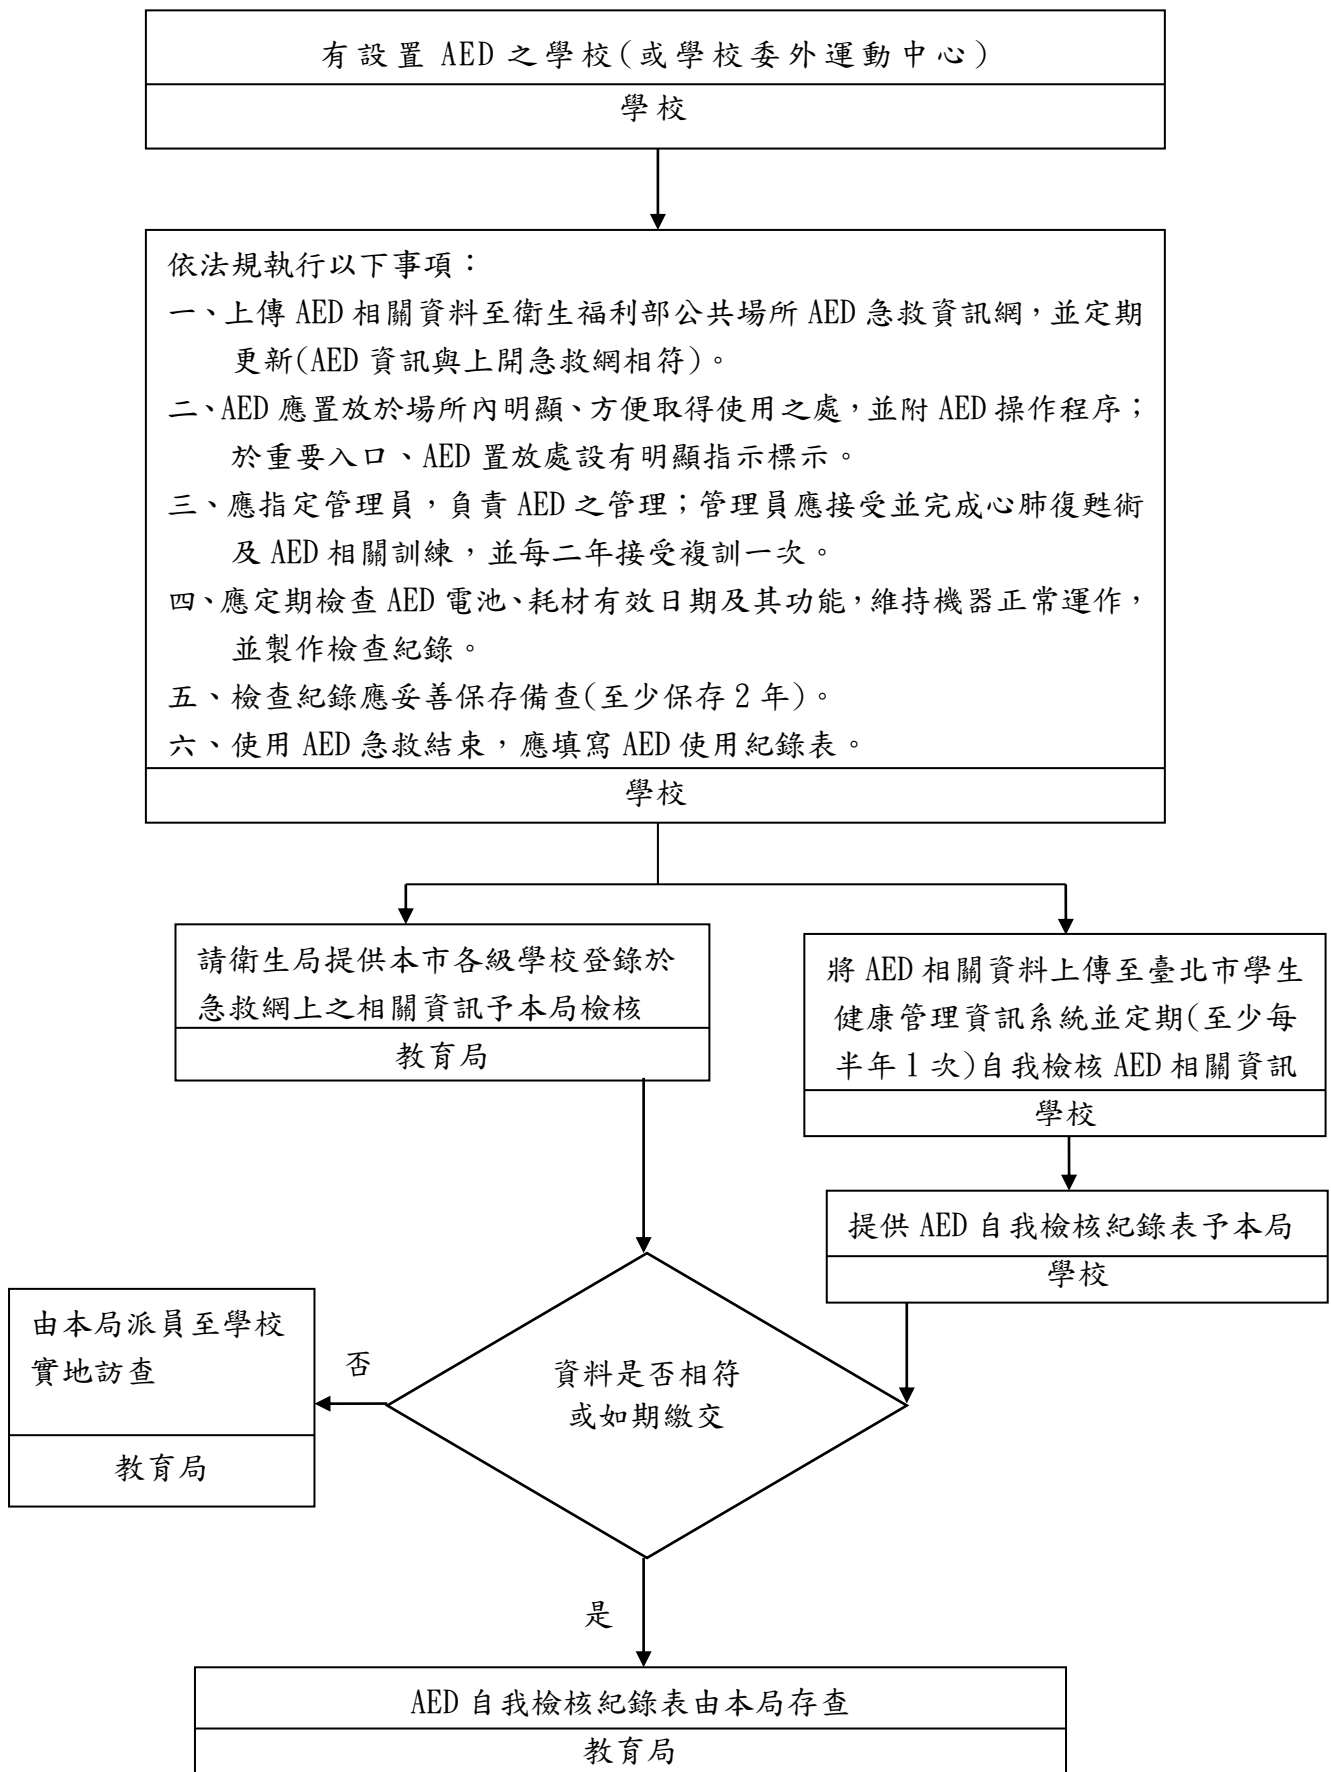 有設置 AED 之學校(或學校委外運動中心)
學校
依法規執行以下事項：
一、上傳 AED 相關資料至衛生福利部公共場所 AED 急救資訊網，並定期
更新(AED 資訊與上開急救網相符)。
二、AED 應置放於場所內明顯、方便取得使用之處，並附 AED 操作程序；
於重要入口、AED 置放處設有明顯指示標示。
三、應指定管理員，負責 AED 之管理；管理員應接受並完成心肺復甦術
及 AED 相關訓練，並每二年接受複訓一次。
四、應定期檢查 AED 電池、耗材有效日期及其功能，維持機器正常運作，
並製作檢查紀錄。
五、檢查紀錄應妥善保存備查(至少保存 2 年)。
六、使用 AED 急救結束，應填寫 AED 使用紀錄表。
學校
請衛生局提供本市各級學校登錄於
急救網上之相關資訊予本局檢核
教育局
將 AED 相關資料上傳至臺北市學生
健康管理資訊系統並定期(至少每
半年 1 次)自我檢核 AED 相關資訊
學校
提供 AED 自我檢核紀錄表予本局
學校
資料是否相符
或如期繳交
否
由本局派員至學校
實地訪查
教育局
是
AED 自我檢核紀錄表由本局存查
教育局